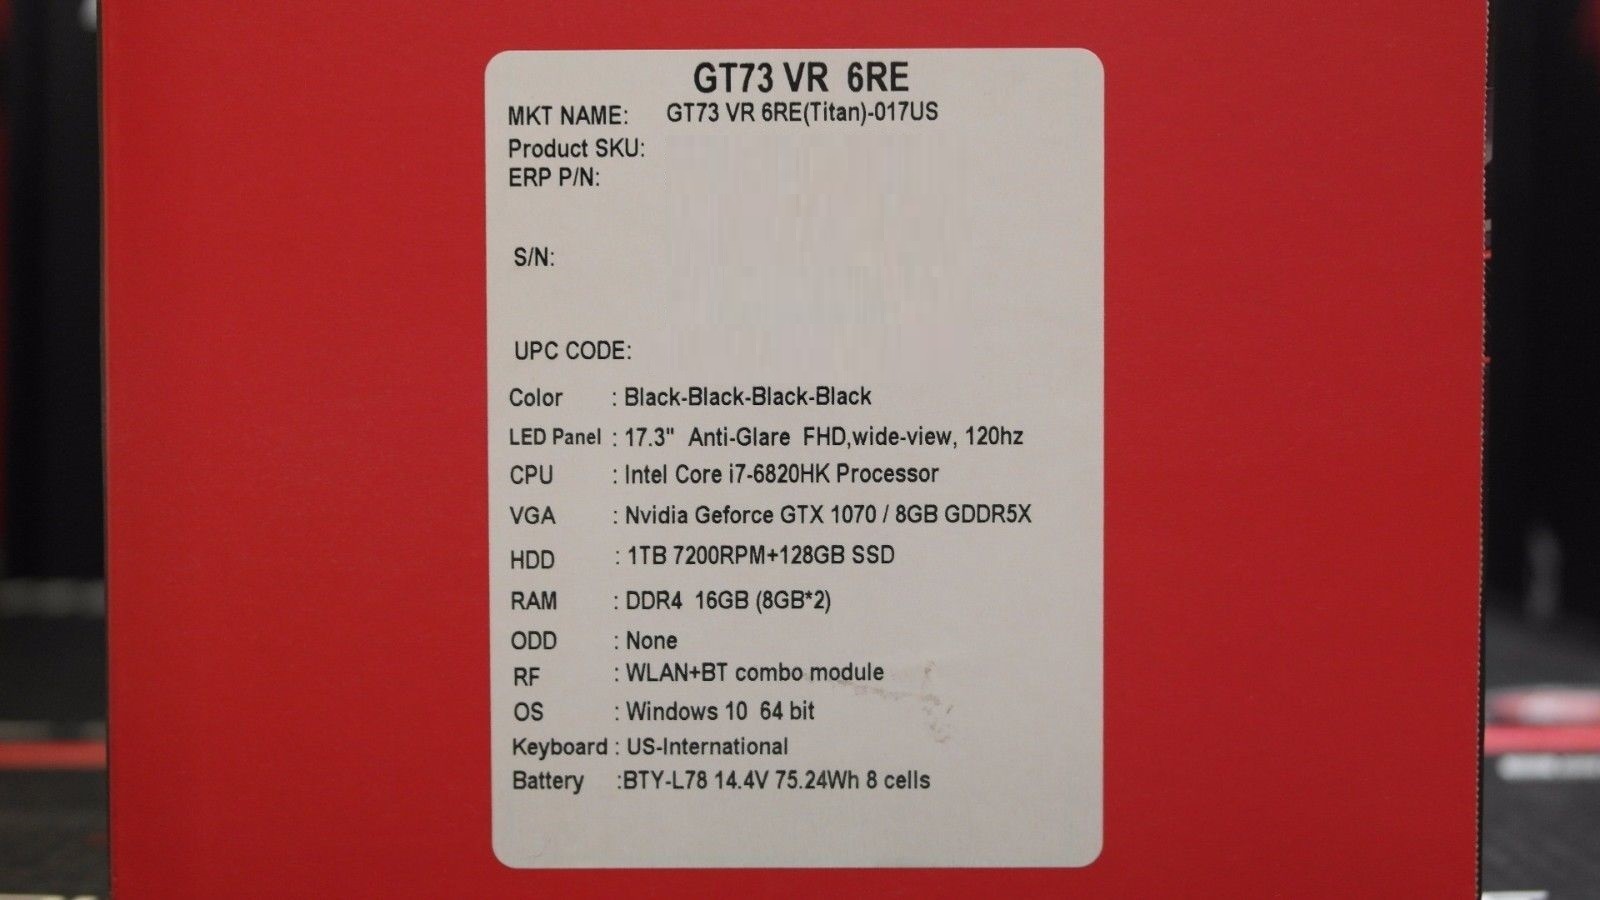 GT73 VR 6RE
MKT NAME: GT73 VR 6RE(Titan)-017US
Product SKU:
ERP P/N:
S/N:
UPC CODE:
Color : Black-Black-Black-Black
LED Panel : 17.3" Anti-Glare FHD,wide-view, 120hz
CPU : Intel Core i7-6820HK Processor
VGA : Nvidia Geforce GTX 1070 / 8GB GDDR5X
HDD : 1TB 7200RPM+128GB SSD
RAM : DDR4 16GB (8GB*2)
ODD : None
RF : WLAN+BT combo module
OS : Windows 10 64 bit
Keyboard : US-International
Battery :BTY-L78 14.4V 75.24Wh 8 cells